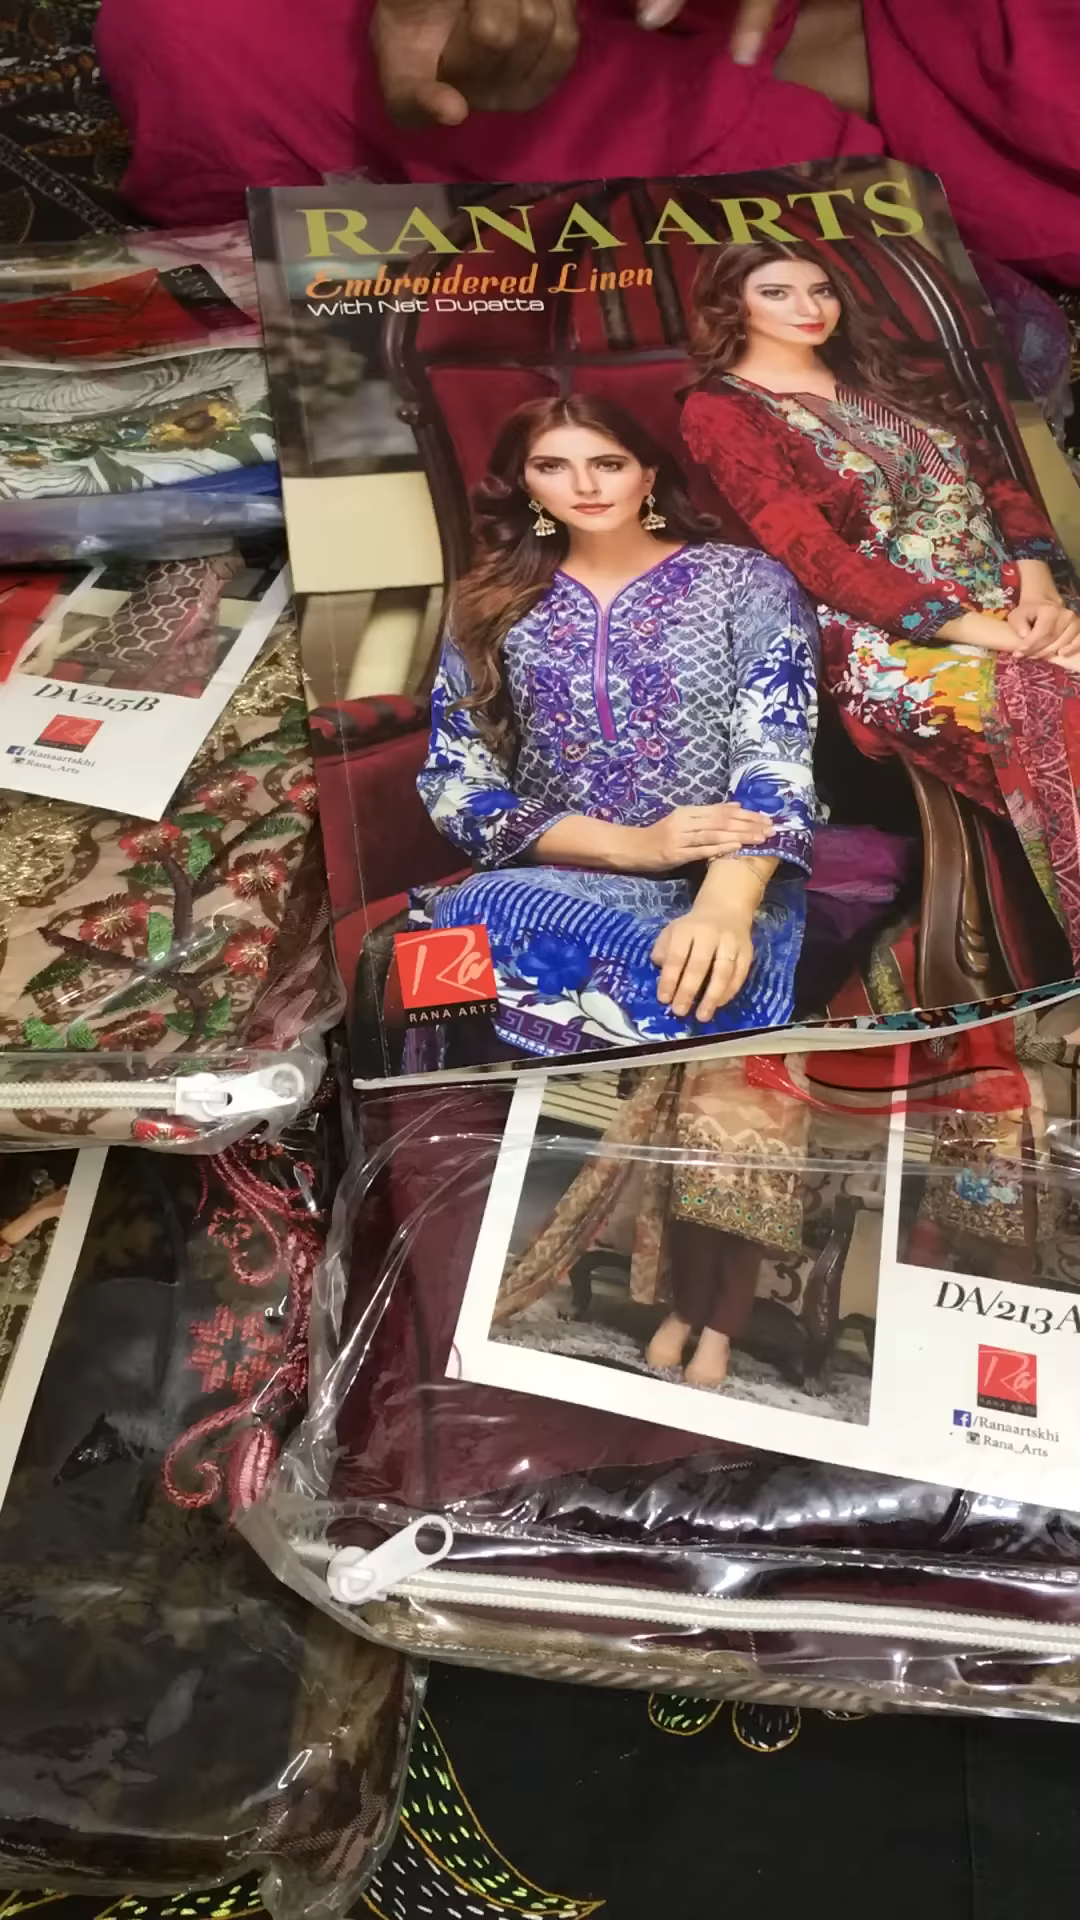 RANA ARTS
Embroidered Linen
With Net Dupatta
DA/215B
/Ranaartskhi
Rana_Arts
Ra
RANA ARTS
DA/213A
Ra
RANA ARTS
/Ranaartskhi
Rana_Arts